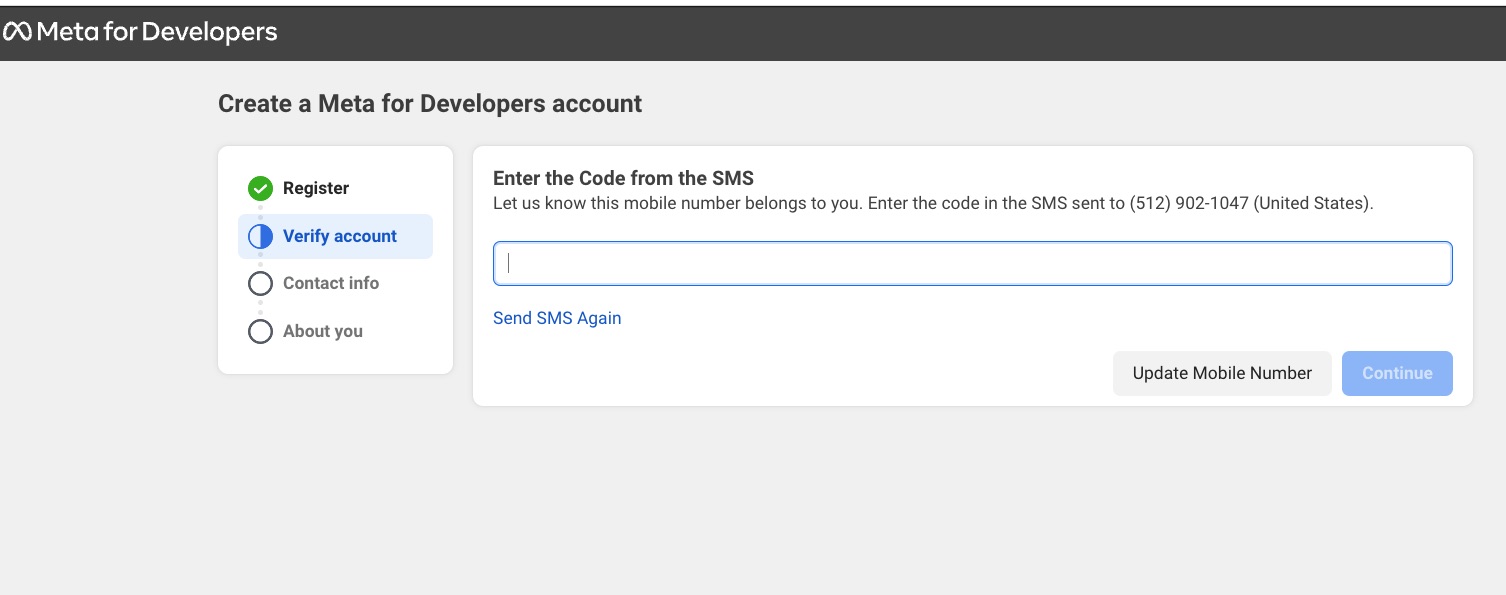 Meta for Developers
Create a Meta for Developers account
Register
Verify account
Contact info
About you
Enter the Code from the SMS
Let us know this mobile number belongs to you. Enter the code in the SMS sent to (512) 902-1047 (United States).
Send SMS Again
Update Mobile Number
Continue